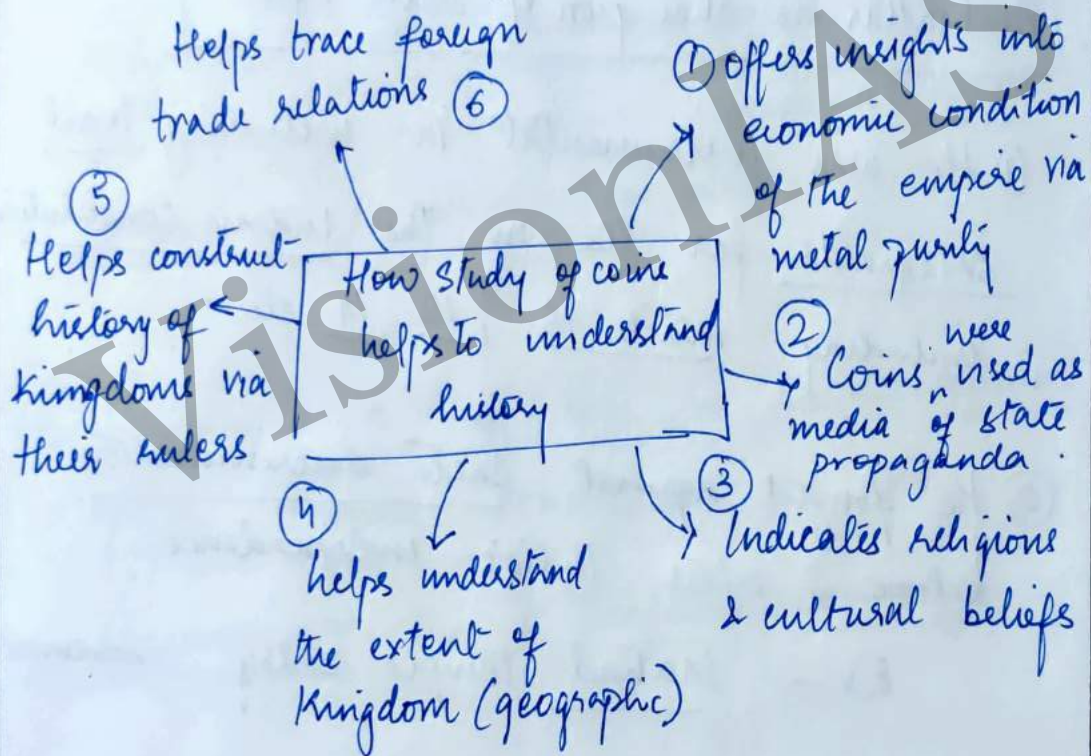 How study of coins
helps to understand
history
① offers insights into
economic condition
of the empire via
metal purity
② Coins were used as
media of state
propaganda.
③ Indicates religious
& cultural beliefs
④ helps understand
the extent of
Kingdom (geographic)
⑤
Helps construct
history of
Kingdoms via
their rulers
Helps trace foreign
trade relations ⑥
VisionIAS